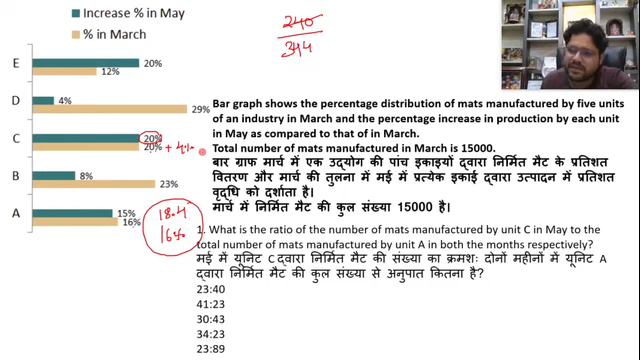 Increase % in May
% in March
240
344
E
20%
12%
D
4%
29%
C
20%
20%
+ 4%
B
8%
23%
A
15%
16%
18.4
16%
Bar graph shows the percentage distribution of mats manufactured by five units
of an industry in March and the percentage increase in production by each unit
in May as compared to that of in March.
Total number of mats manufactured in March is 15000.
बार ग्राफ मार्च में एक उद्योग की पांच इकाइयों द्वारा निर्मित मैट के प्रतिशत
वितरण और मार्च की तुलना में मई में प्रत्येक इकाई द्वारा उत्पादन में प्रतिशत
वृद्धि को दर्शाता है।
मार्च में निर्मित मैट की कुल संख्या 15000 है।
1. What is the ratio of the number of mats manufactured by unit C in May to the
total number of mats manufactured by unit A in both the months respectively?
मई में यूनिट C द्वारा निर्मित मैट की संख्या का क्रमशः दोनों महीनों में यूनिट A
द्वारा निर्मित मैट की कुल संख्या से अनुपात कितना है?
23:40
41:23
30:43
34:23
23:89